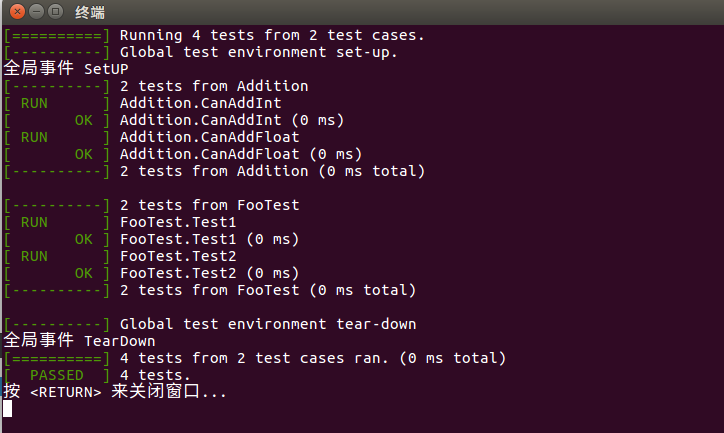 终端
[==========] Running 4 tests from 2 test cases.
[----------] Global test environment set-up.
全局事件 SetUP
[----------] 2 tests from Addition
[ RUN      ] Addition.CanAddInt
[       OK ] Addition.CanAddInt (0 ms)
[ RUN      ] Addition.CanAddFloat
[       OK ] Addition.CanAddFloat (0 ms)
[----------] 2 tests from Addition (0 ms total)
[----------] 2 tests from FooTest
[ RUN      ] FooTest.Test1
[       OK ] FooTest.Test1 (0 ms)
[ RUN      ] FooTest.Test2
[       OK ] FooTest.Test2 (0 ms)
[----------] 2 tests from FooTest (0 ms total)
[----------] Global test environment tear-down
全局事件 TearDown
[==========] 4 tests from 2 test cases ran. (0 ms total)
[  PASSED  ] 4 tests.
按 <RETURN> 来关闭窗口...